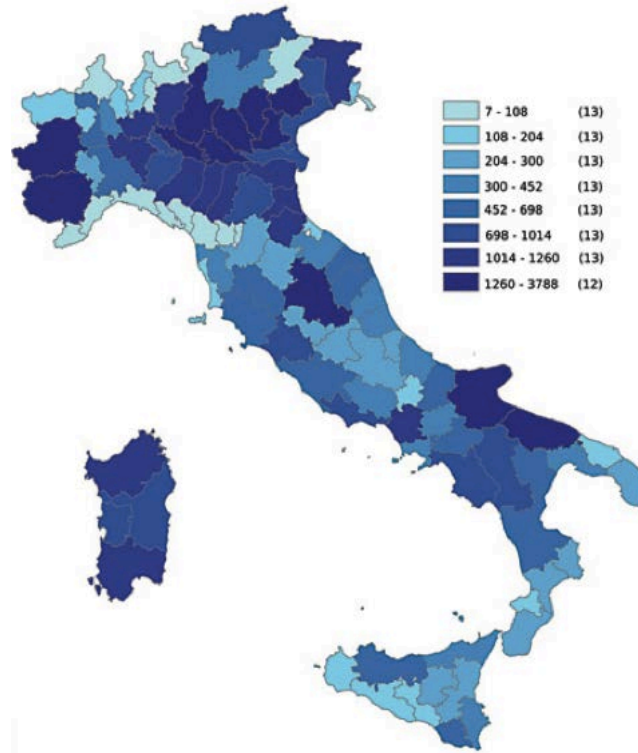 7 - 108 (13)
108 - 204 (13)
204 - 300 (13)
300 - 452 (13)
452 - 698 (13)
698 - 1014 (13)
1014 - 1260 (13)
1260 - 3788 (12)